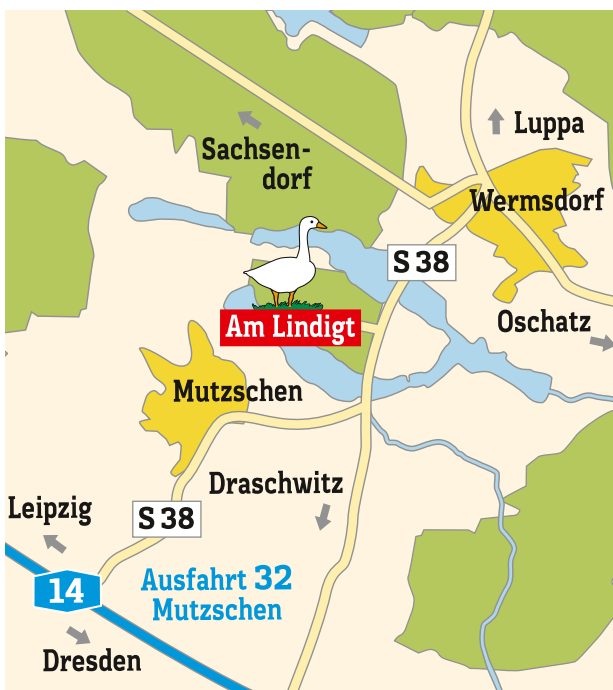 Luppa
Sachsen-
dorf
Wermsdorf
S 38
Am Lindigt
Oschatz
Mutzschen
Draschwitz
Leipzig
S 38
14
Ausfahrt 32
Mutzschen
Dresden